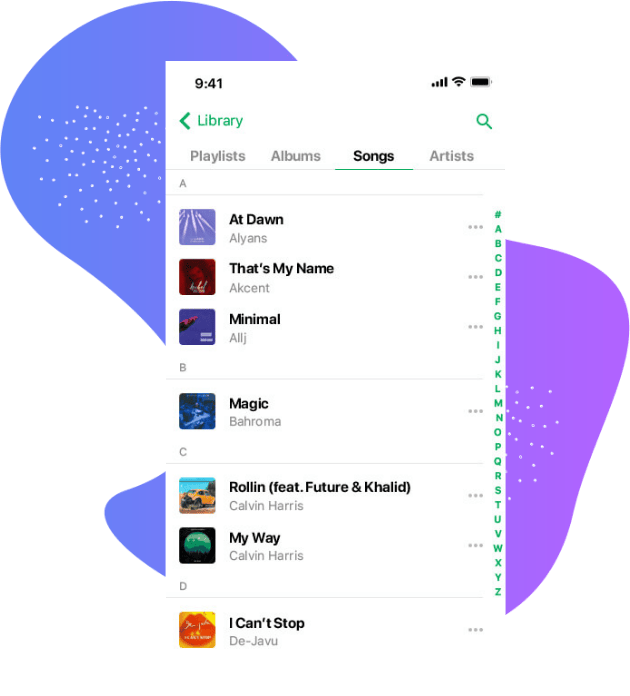 9:41
Library
Playlists Albums Songs Artists
A
At Dawn
Alyans
That's My Name
Akcent
Minimal
Allj
B
Magic
Bahroma
C
Rollin (feat. Future & Khalid)
Calvin Harris
My Way
Calvin Harris
D
I Can't Stop
De-Javu
#
A
B
C
D
E
F
G
H
I
J
K
L
M
N
O
P
Q
R
S
T
U
V
W
X
Y
Z